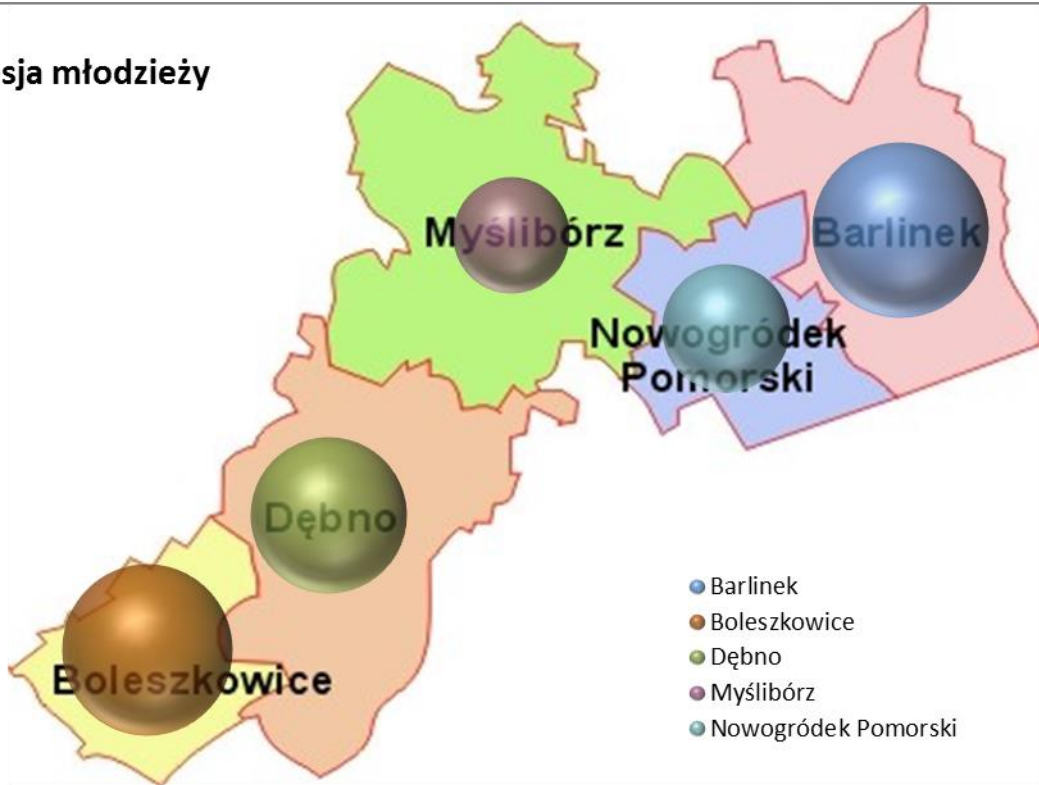 sja młodzieży
Myślibórz
Barlinek
Nowogródek
Pomorski
Dębno
Boleszkowice
Barlinek
Boleszkowice
Dębno
Myślibórz
Nowogródek Pomorski